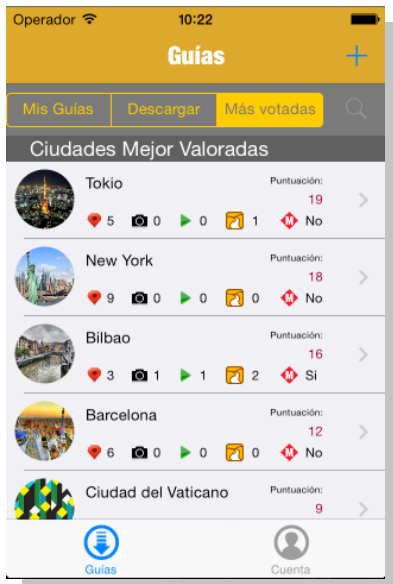 Operador 10:22
Guías
Mis Guías Descargar Más votadas
Ciudades Mejor Valoradas
Tokio Puntuación:
19
5 0 0 1 M No
New York Puntuación:
18
9 0 0 0 M No
Bilbao Puntuación:
16
3 1 1 2 M Si
Barcelona Puntuación:
12
6 0 0 0 M No
Ciudad del Vaticano Puntuación:
9
Guías Cuenta